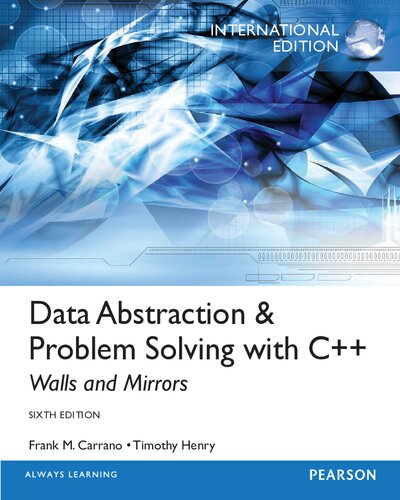 INTERNATIONAL
EDITION
Data Abstraction &
Problem Solving with C++
Walls and Mirrors
SIXTH EDITION
Frank M. Carrano • Timothy Henry
ALWAYS LEARNING
PEARSON